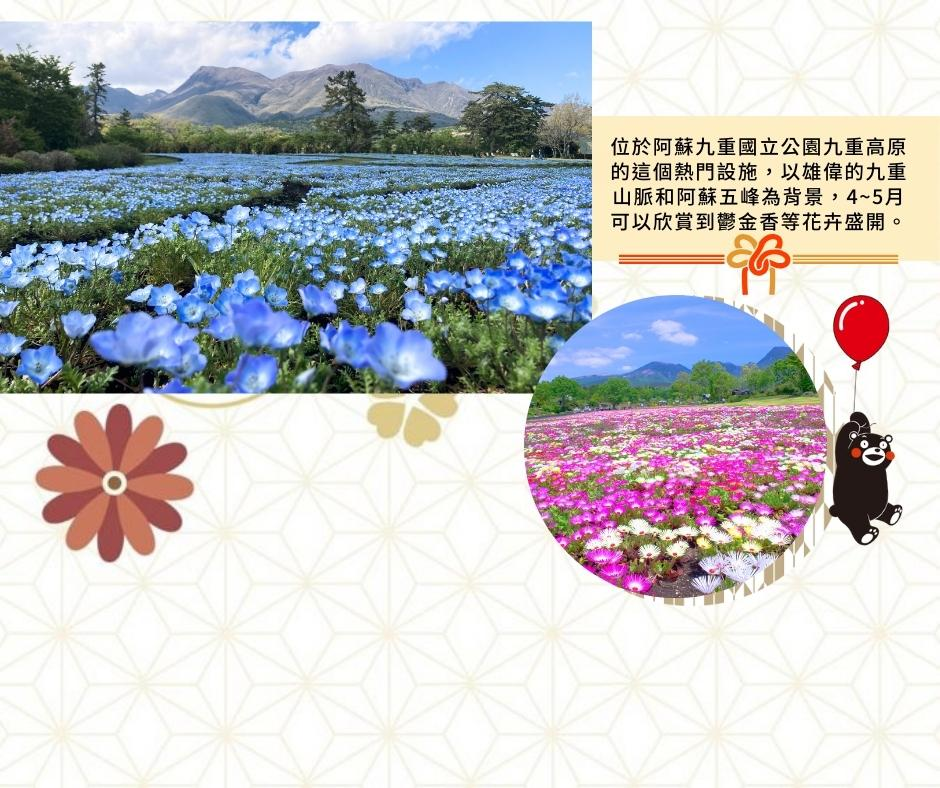 位於阿蘇九重國立公園九重高原
的這個熱門設施，以雄偉的九重
山脈和阿蘇五峰為背景，4~5月
可以欣賞到鬱金香等花卉盛開。